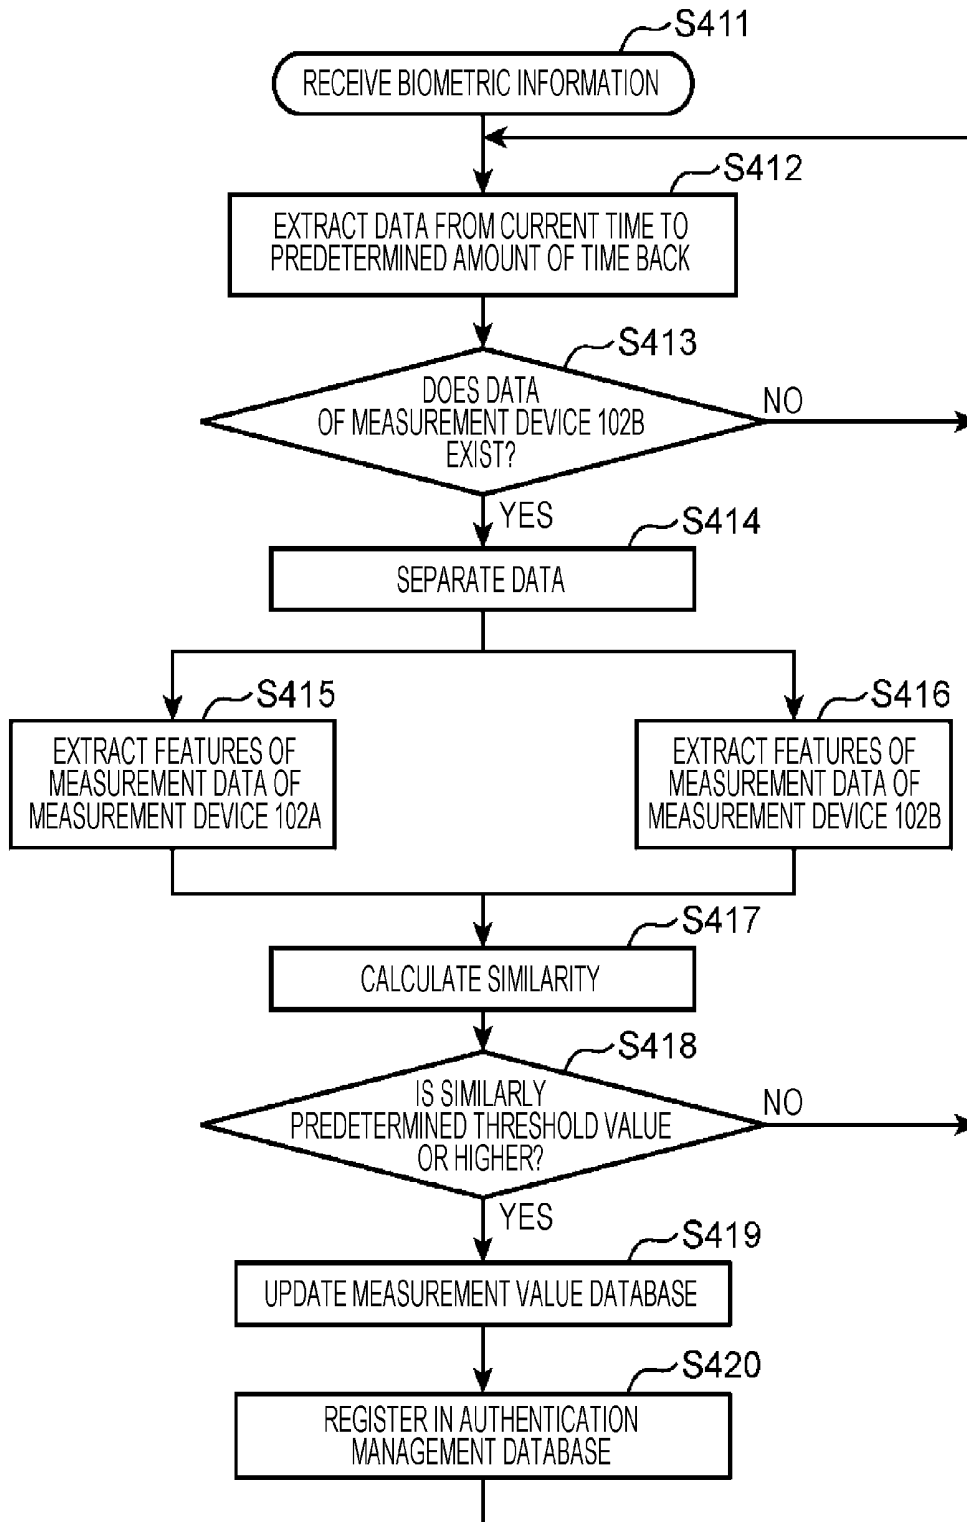 S411
RECEIVE BIOMETRIC INFORMATION
S412
EXTRACT DATA FROM CURRENT TIME TO
PREDETERMINED AMOUNT OF TIME BACK
S413
DOES DATA
OF MEASUREMENT DEVICE 102B
EXIST?
NO
YES
S414
SEPARATE DATA
S415
EXTRACT FEATURES OF
MEASUREMENT DATA OF
MEASUREMENT DEVICE 102A
S416
EXTRACT FEATURES OF
MEASUREMENT DATA OF
MEASUREMENT DEVICE 102B
S417
CALCULATE SIMILARITY
S418
IS SIMILARLY
PREDETERMINED THRESHOLD VALUE
OR HIGHER?
NO
YES
S419
UPDATE MEASUREMENT VALUE DATABASE
S420
REGISTER IN AUTHENTICATION
MANAGEMENT DATABASE